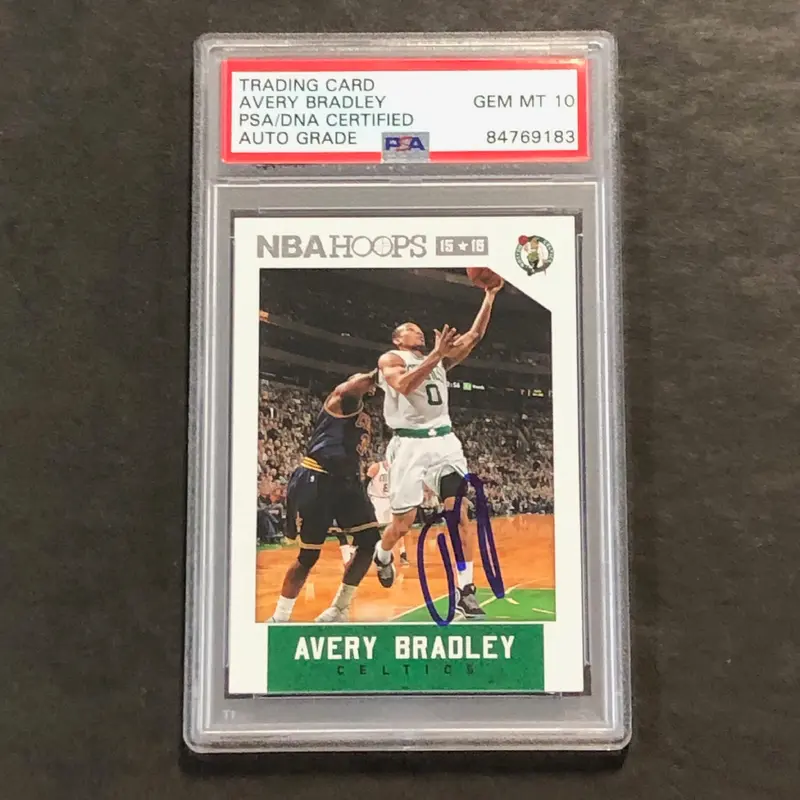 TRADING CARD
AVERY BRADLEY
PSA/DNA CERTIFIED
AUTO GRADE
GEM MT 10
84769183
PSA
NBA HOOPS 15★16
0
AVERY BRADLEY
CELTICS